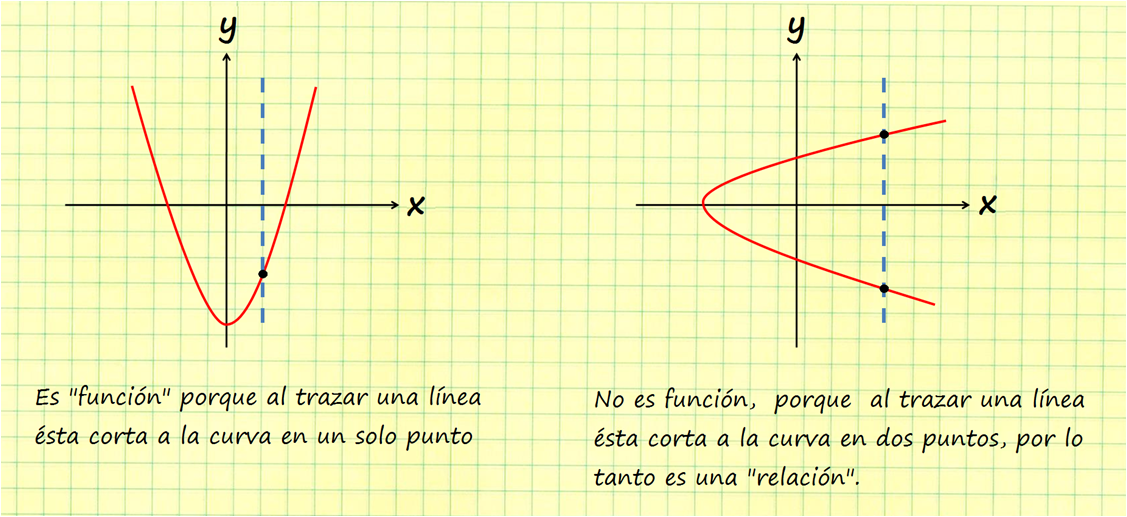 y
x
Es "función" porque al trazar una línea
ésta corta a la curva en un solo punto
y
x
No es función, porque al trazar una línea
ésta corta a la curva en dos puntos, por lo
tanto es una "relación".